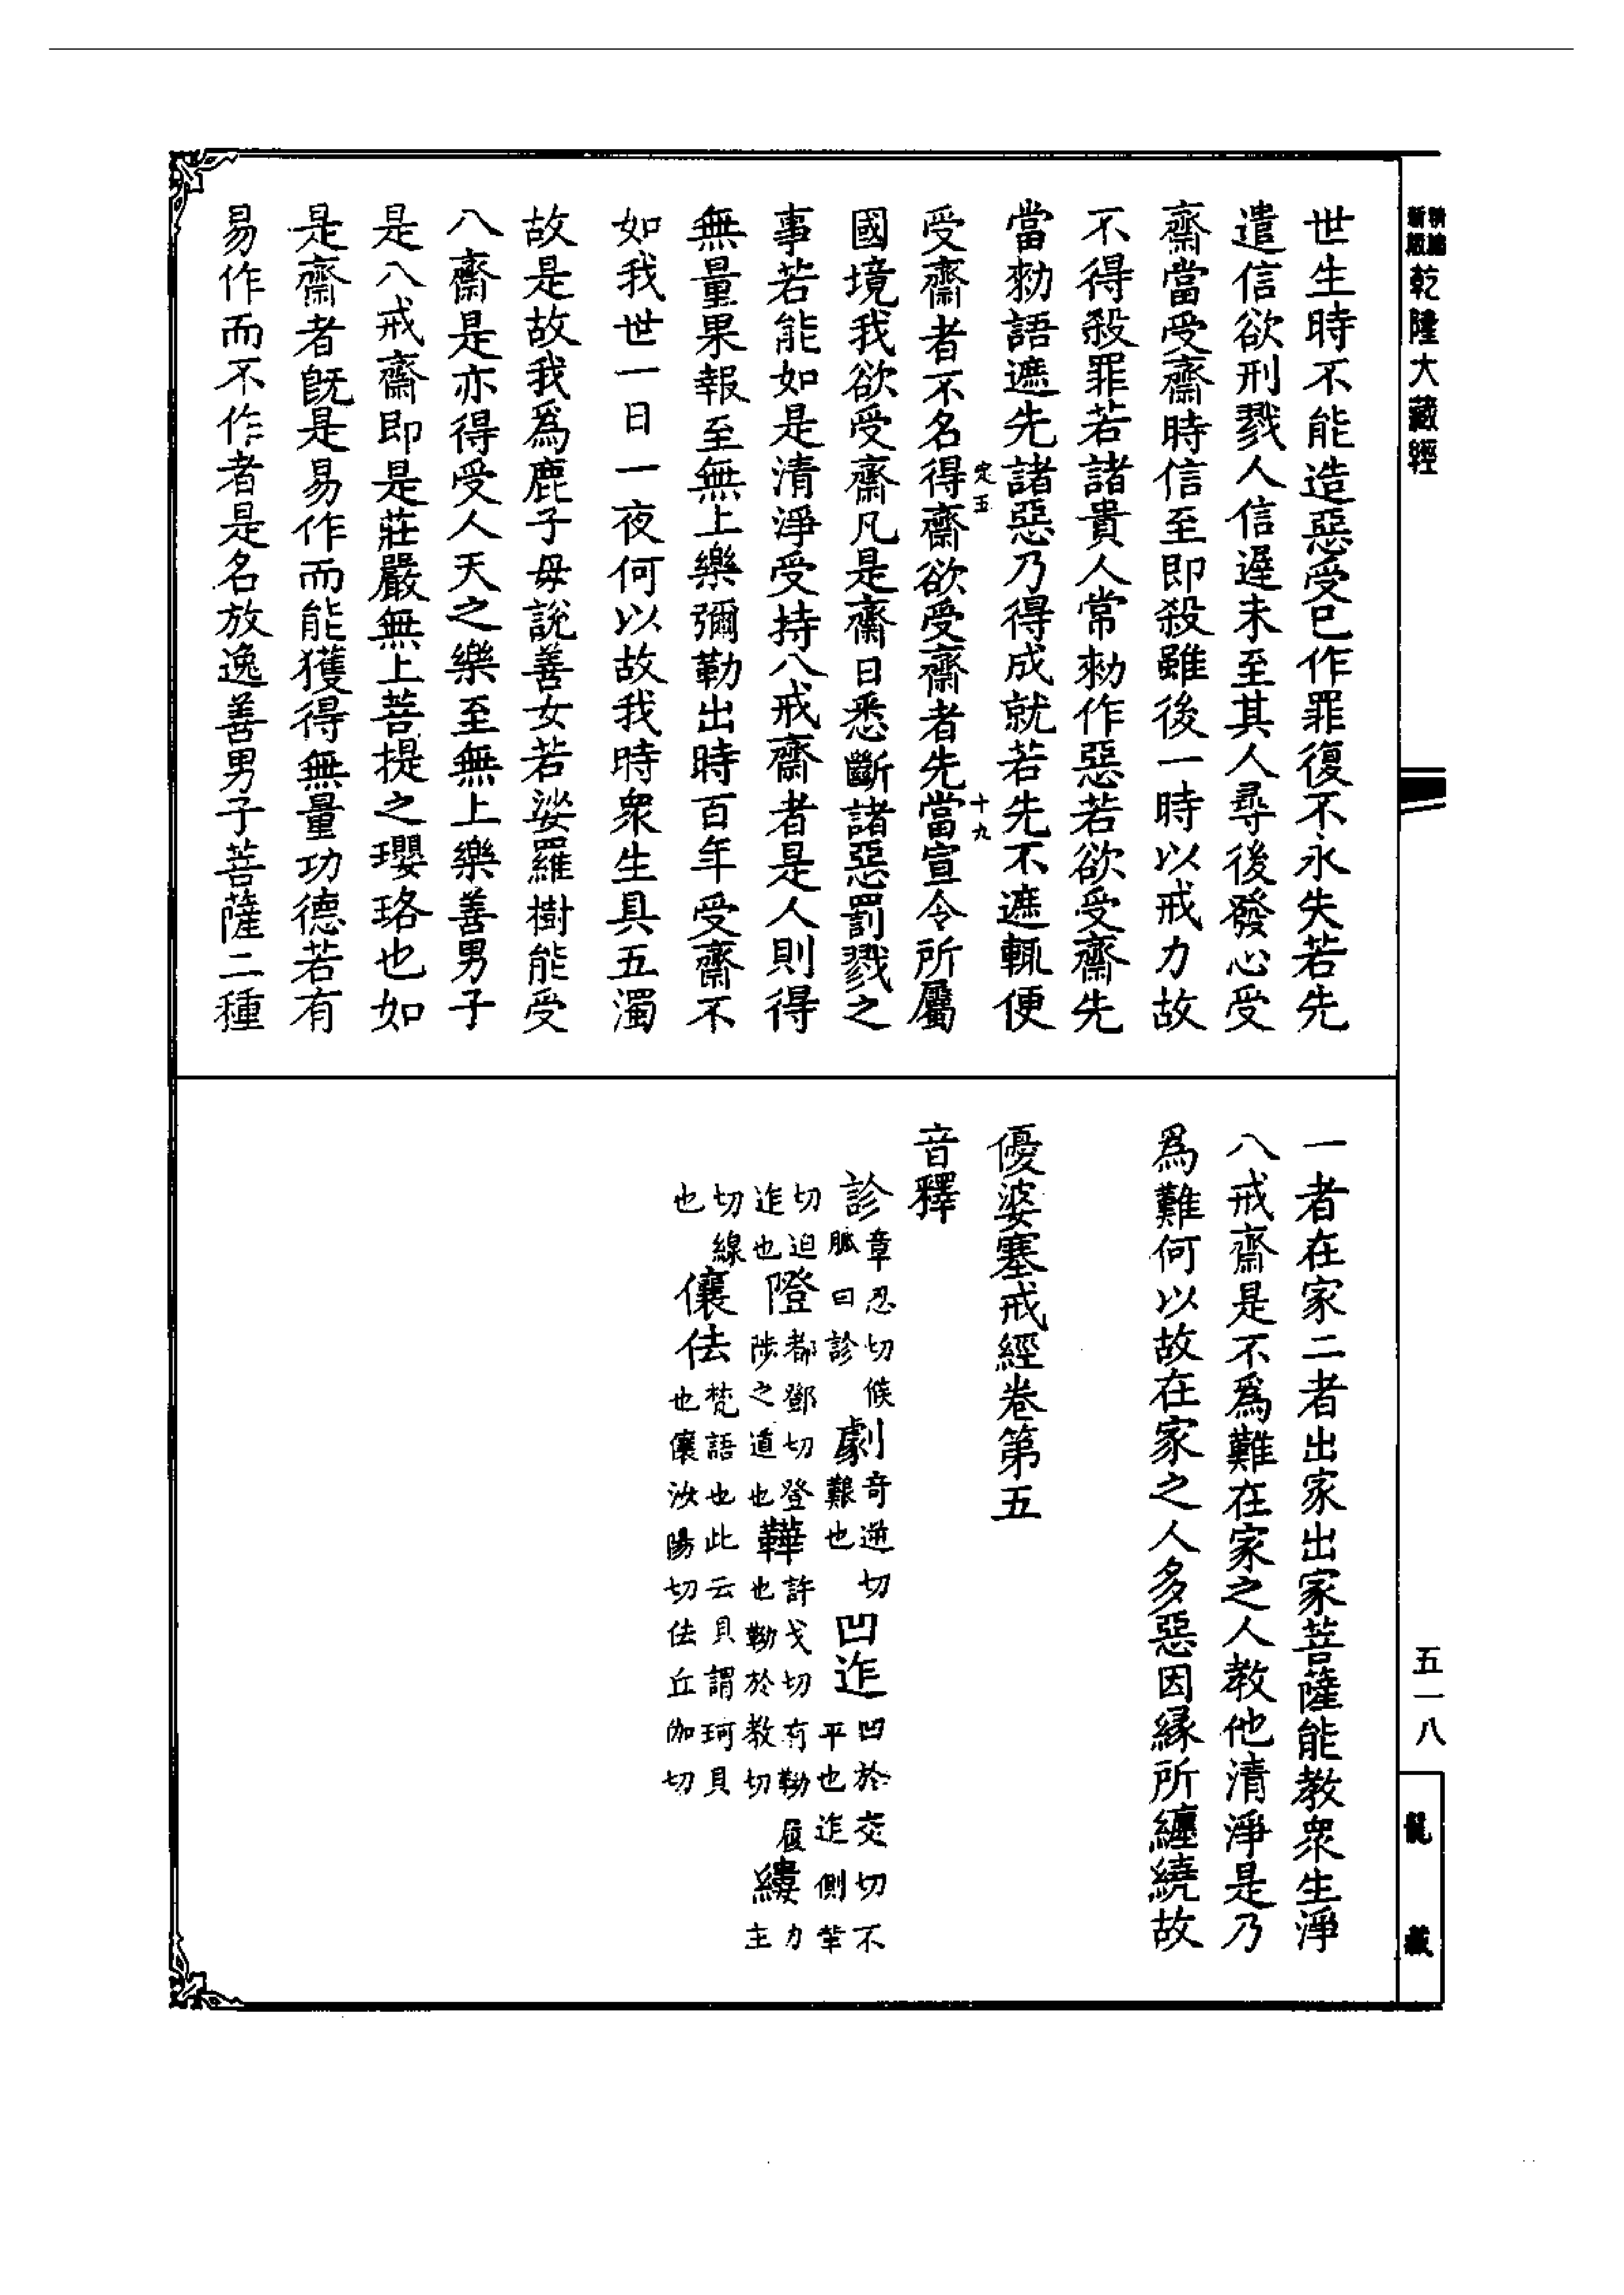 乾隆大藏經
五一八
龍藏
世生時不能造惡受已作罪復不永失若先
遣信欲刑戮人信遲未至其人尋後發心受
齋當受齋時信至即殺雖後一時以戒力故
不得殺罪若諸貴人常勑作惡若欲受齋先
當勑語遮先諸惡乃得成就若先不遮輒便
定五
十九
受齋者不名得齋欲受齋者先當宣令所屬
國境我欲受齋凡是齋日悉斷諸惡罰戮之
事若能如是清淨受持八戒齋者是人則得
無量果報至無上樂彌勒出時百年受齋不
如我世一日一夜何以故我時衆生具五濁
故是故我爲鹿子母說善女若娑羅樹能受
八齋是亦得受人天之樂至無上樂善男子
是八戒齋即是莊嚴無上菩提之瓔珞也如
是齋者旣是易作而能獲得無量功德若有
易作而不作者是名放逸善男子菩薩二種
一者在家二者出家出家菩薩能教衆生淨
八戒齋是不爲難在家之人教他清淨是乃
爲難何以故在家之人多惡因緣所纏繞故
優婆塞戒經卷第五
音釋
診章忍切候脈曰診 劇奇逆切艱也 凹迮凹於交切不平也迮側革
切迫迮也 隥都鄧切登陟之道也 鞾許戈切有靿履也靿於教切 縷力主
切線也 儴佉梵語也此云貝謂珂貝也儴汝陽切佉丘伽切